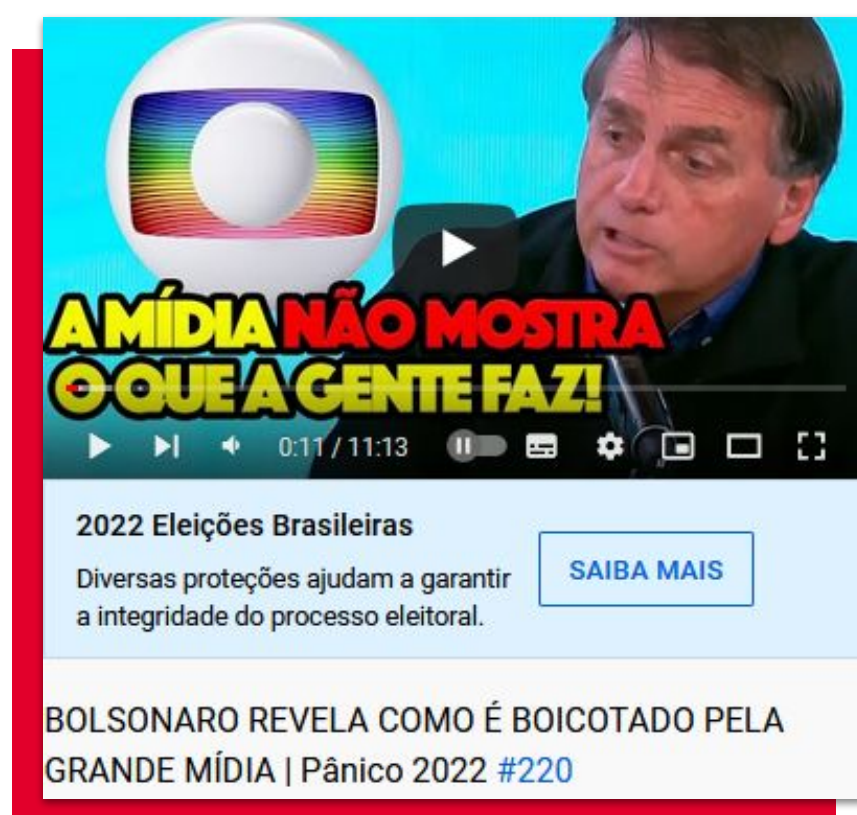 A MÍDIA NÃO MOSTRA
O QUE A GENTE FAZ!
0:11 / 11:13
2022 Eleições Brasileiras
Diversas proteções ajudam a garantir
a integridade do processo eleitoral.
SAIBA MAIS
BOLSONARO REVELA COMO É BOICOTADO PELA
GRANDE MÍDIA | Pânico 2022 #220